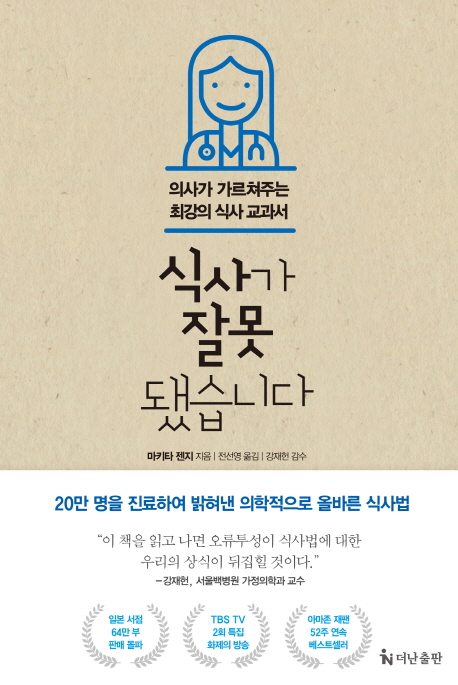 의사가 가르쳐주는
최강의 식사 교과서
식사가
잘못
됐습니다
마키타 젠지 지음 | 전선영 옮김 | 강재헌 감수
20만 명을 진료하여 밝혀낸 의학적으로 올바른 식사법
“이 책을 읽고 나면 오류투성이 식사법에 대한
우리의 상식이 뒤집힐 것이다.”
–강재헌, 서울백병원 가정의학과 교수
일본 서점
64만 부
판매 돌파
TBS TV
2회 특집
화제의 방송
아마존 재팬
52주 연속
베스트셀러
더난출판